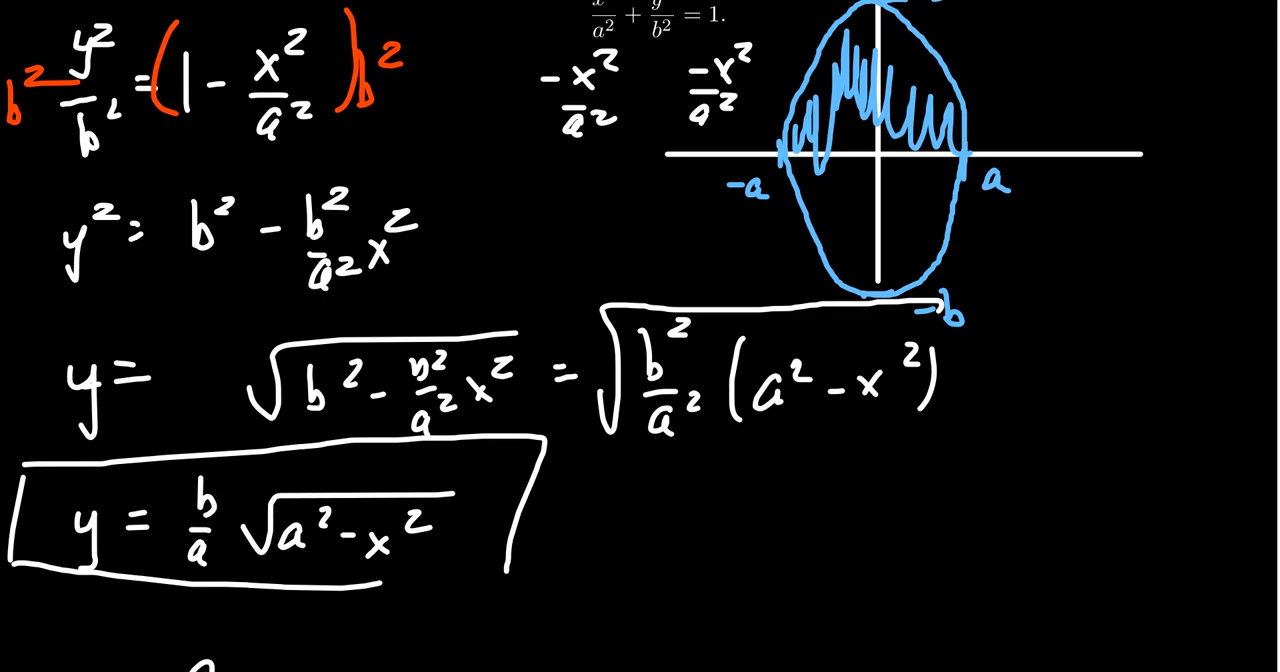 x²/a² + y²/b² = 1.
b² y²/b² = (1 - x²/a²) b²
-x²/a² -x²/a²
-a a
y² = b² - b²/a² x²
-b
y = √(b² - b²/a² x²) = √(b²/a² (a² - x²))
y = b/a √(a² - x²)